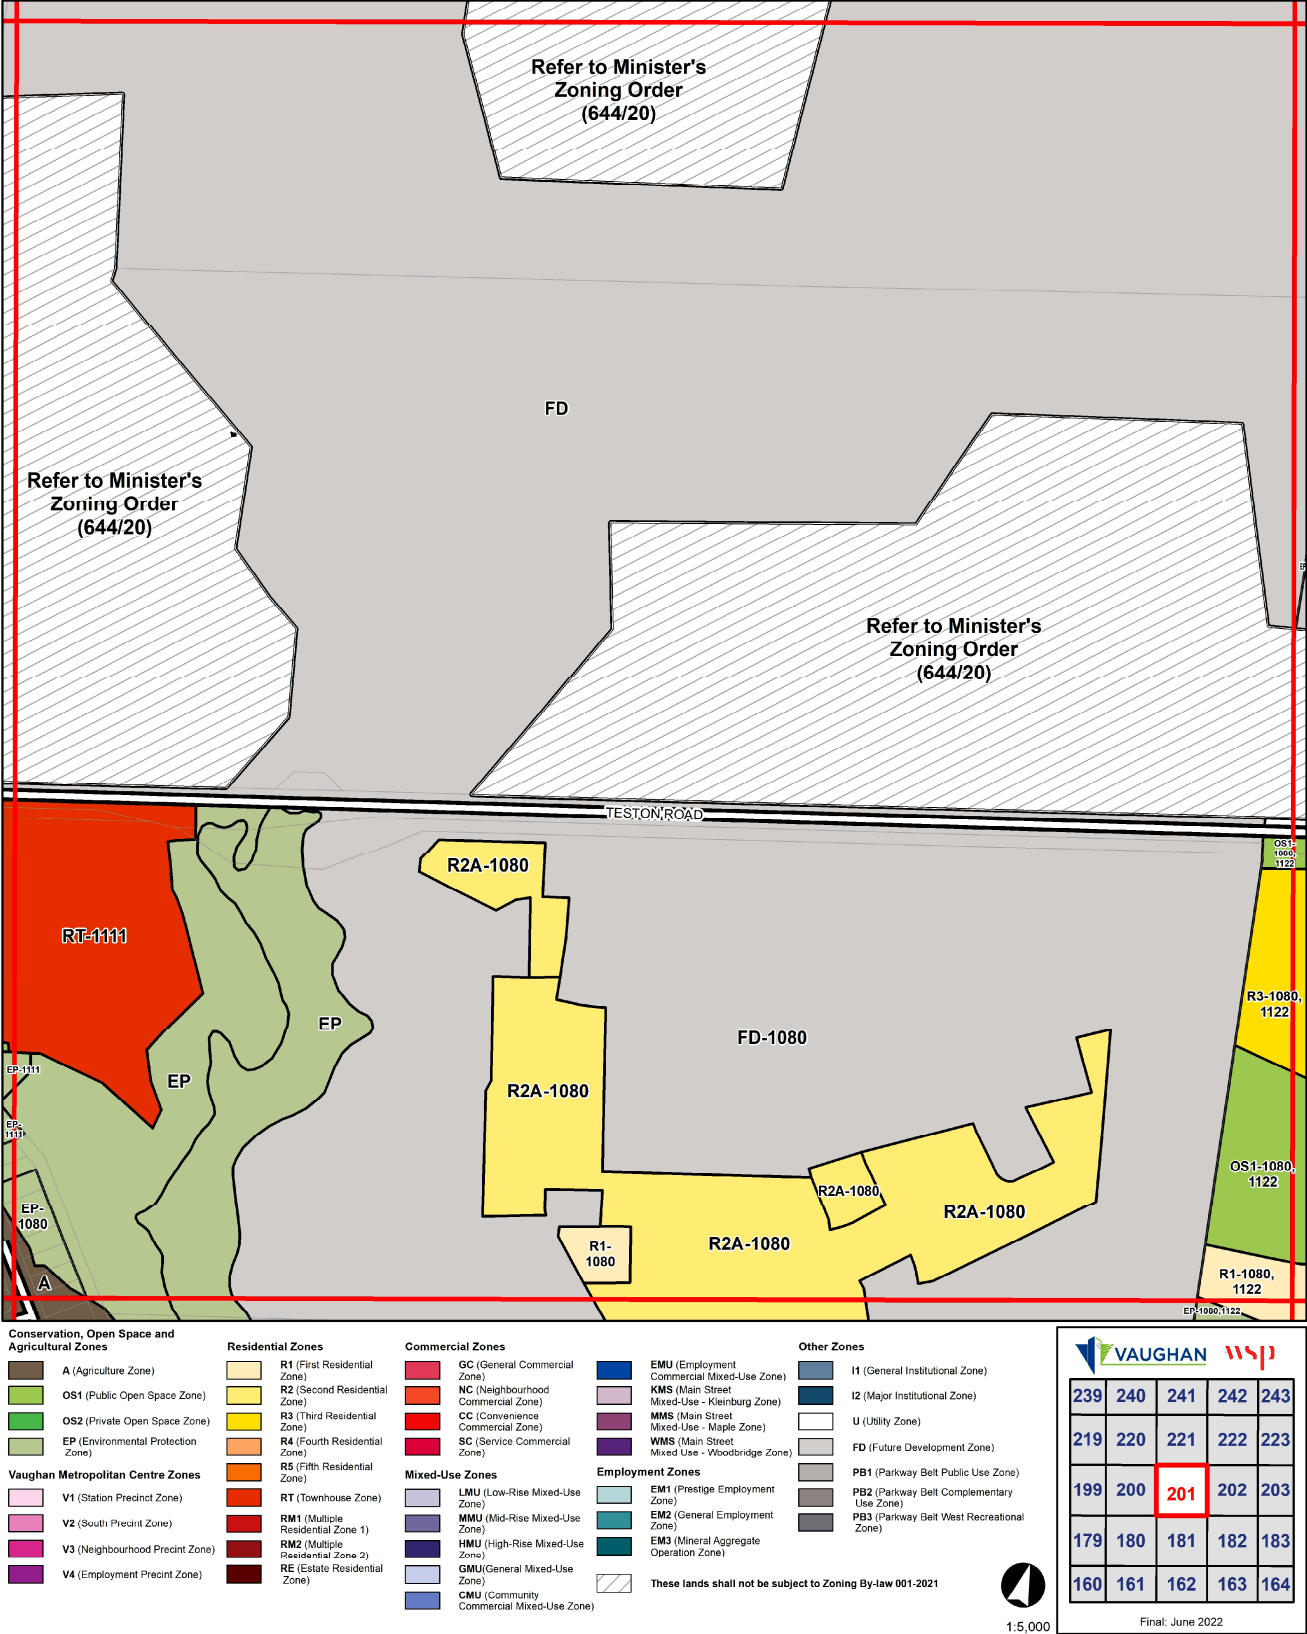 Refer to Minister's
Zoning Order
(644/20)
FD
Refer to Minister's
Zoning Order
(644/20)
Refer to Minister's
Zoning Order
(644/20)
TESTON ROAD
OS1-
1122
R2A-1080
RT-1111
R3-1080,
1122
EP
FD-1080
EP-1111
EP
R2A-1080
EP-
1111
OS1-1080,
1122
R2A-1080
EP-
1080
R2A-1080
R2A-1080
R1-
1080
A
R1-1080,
1122
EP-1080,1122
Conservation, Open Space and
Agricultural Zones
A (Agriculture Zone)
OS1 (Public Open Space Zone)
OS2 (Private Open Space Zone)
EP (Environmental Protection
Zone)
Vaughan Metropolitan Centre Zones
V1 (Station Precinct Zone)
V2 (South Precint Zone)
V3 (Neighbourhood Precint Zone)
V4 (Employment Precint Zone)
Residential Zones
R1 (First Residential
Zone)
R2 (Second Residential
Zone)
R3 (Third Residential
Zone)
R4 (Fourth Residential
Zone)
R5 (Fifth Residential
Zone)
RT (Townhouse Zone)
RM1 (Multiple
Residential Zone 1)
RM2 (Multiple
Residential Zone 2)
RE (Estate Residential
Zone)
Commercial Zones
GC (General Commercial
Zone)
NC (Neighbourhood
Commercial Zone)
CC (Convenience
Commercial Zone)
SC (Service Commercial
Zone)
Mixed-Use Zones
LMU (Low-Rise Mixed-Use
Zone)
MMU (Mid-Rise Mixed-Use
Zone)
HMU (High-Rise Mixed-Use
Zone)
GMU(General Mixed-Use
Zone)
CMU (Community
Commercial Mixed-Use Zone)
EMU (Employment
Commercial Mixed-Use Zone)
KMS (Main Street
Mixed-Use - Kleinburg Zone)
MMS (Main Street
Mixed-Use - Maple Zone)
WMS (Main Street
Mixed Use - Woodbridge Zone)
Employment Zones
EM1 (Prestige Employment
Zone)
EM2 (General Employment
Zone)
EM3 (Mineral Aggregate
Operation Zone)
These lands shall not be subject to Zoning By-law 001-2021
Other Zones
I1 (General Institutional Zone)
I2 (Major Institutional Zone)
U (Utility Zone)
FD (Future Development Zone)
PB1 (Parkway Belt Public Use Zone)
PB2 (Parkway Belt Complementary
Use Zone)
PB3 (Parkway Belt West Recreational
Zone)
1:5,000
VAUGHAN wsp
239 240 241 242 243
219 220 221 222 223
199 200 201 202 203
179 180 181 182 183
160 161 162 163 164
Final: June 2022